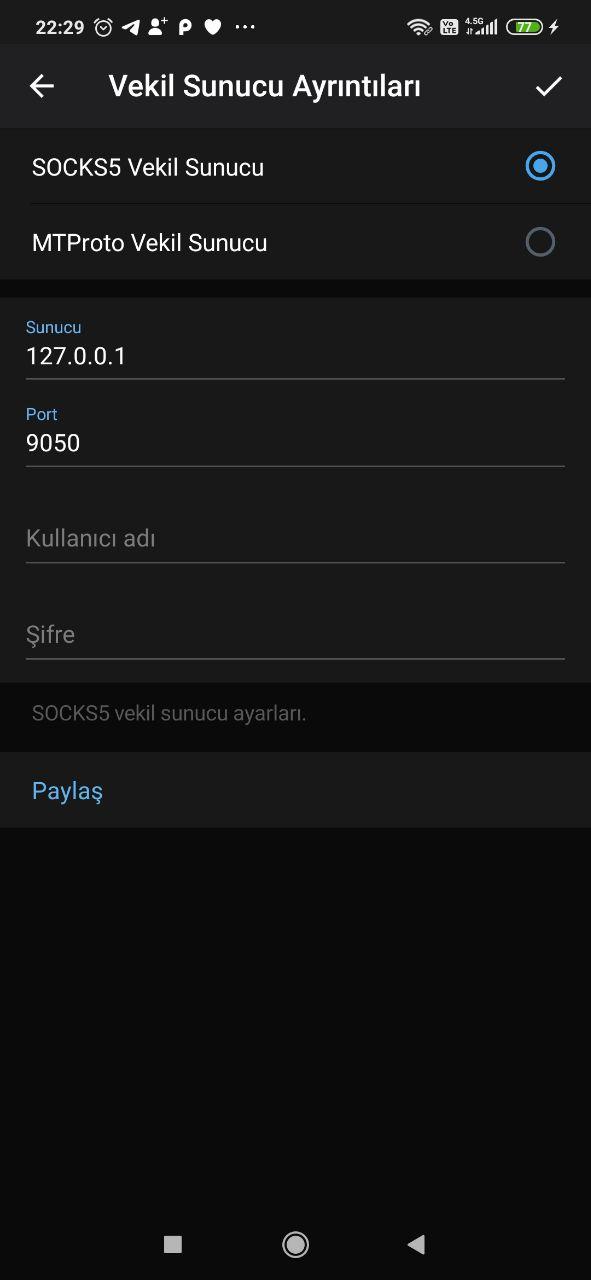 22:29
Vo
LTE
4.5G
77
Vekil Sunucu Ayrıntıları
SOCKS5 Vekil Sunucu
MTProto Vekil Sunucu
Sunucu
127.0.0.1
Port
9050
Kullanıcı adı
Şifre
SOCKS5 vekil sunucu ayarları.
Paylaş